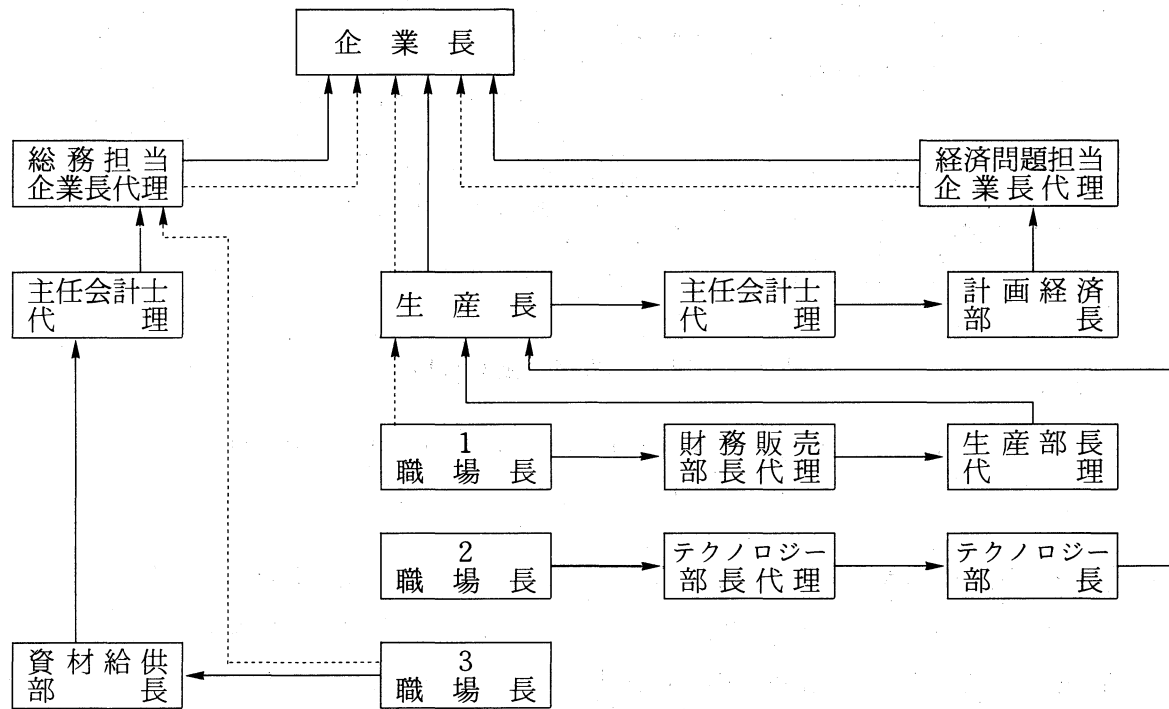 企業長
総務担当
企業長代理
経済問題担当
企業長代理
主任会計士
代理
生産長
主任会計士
代理
計画経済
部長
1
職場長
財務販売
部長代理
生産部長
代理
2
職場長
テクノロジー
部長代理
テクノロジー
部長
資材給供
部長
3
職場長